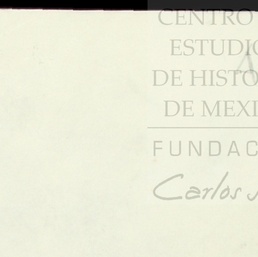 CENTRO
ESTUDIO
DE HISTO
DE MEXI
FUNDAC
Carlos